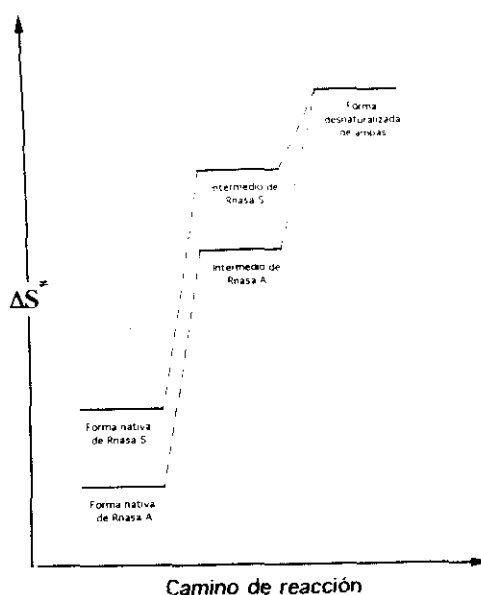 Forma
desnaturalizada
de ambas
Intermedio de
Rnasa S
Intermedio de
Rnasa A
ΔS≠
Forma nativa
de Rnasa S
Forma nativa
de Rnasa A
Camino de reacción